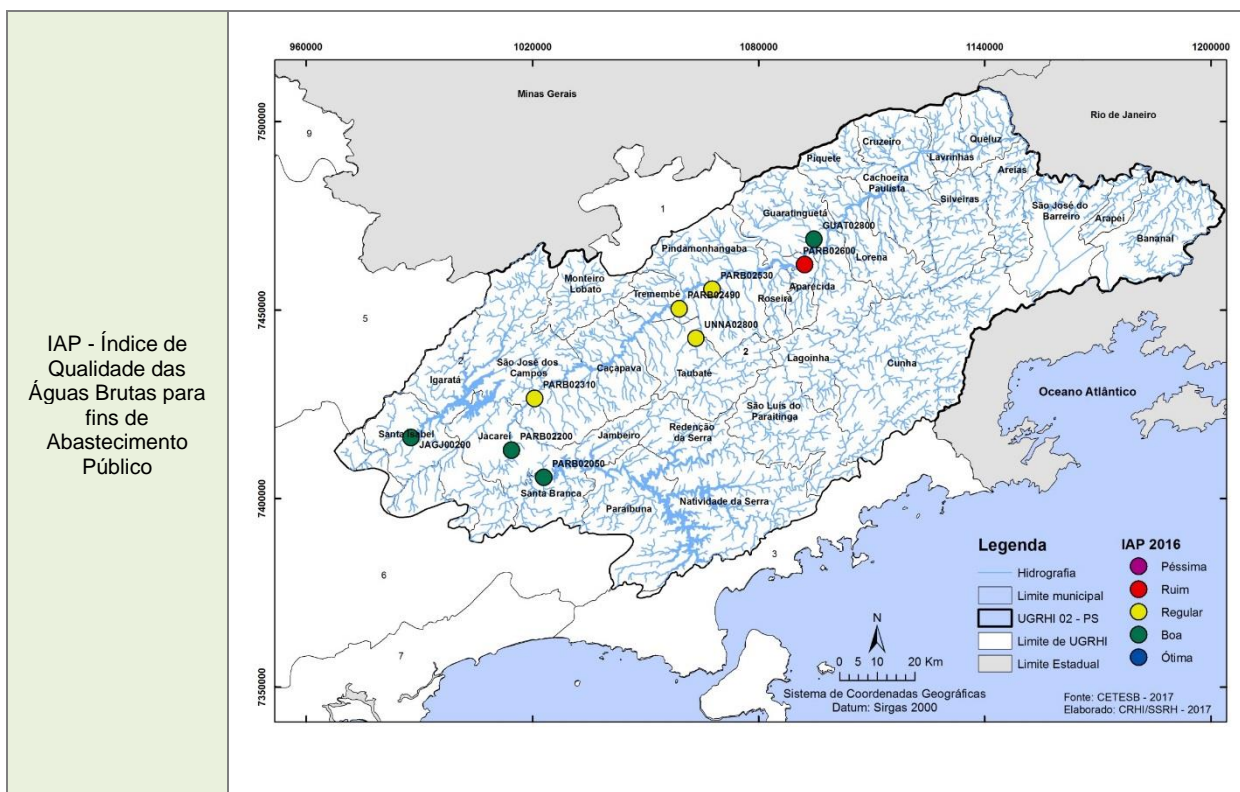 IAP - Índice de
Qualidade das
Águas Brutas para
fins de
Abastecimento
Público
960000
1020000
1080000
1140000
1200000
7500000
7450000
7400000
7350000
Minas Gerais
Rio de Janeiro
9
1
5
2
2
6
3
7
Queluz
Cruzeiro
Lavrinhas
Piquete
Areias
Cachoeira
Paulista
Silveiras
São José do
Barreiro
Arapeí
Bananal
Guaratinguetá
GUAT02800
Pindamonhangaba
PARB02600
Lorena
Monteiro
Lobato
PARB02530
Aparecida
Tremembé
PARB02490
Roseira
UNNA02800
Lagoinha
Cunha
São José dos
Campos
Caçapava
Taubaté
Igaratá
PARB02310
São Luís do
Paraitinga
Oceano Atlântico
Santa Isabel
JAGJ00200
Jacareí
PARB02200
Jambeiro
Redenção
da Serra
PARB02050
Santa Branca
Paraibuna
Natividade da Serra
Legenda
Hidrografia
Limite municipal
UGRHI 02 - PS
Limite de UGRHI
Limite Estadual
IAP 2016
Péssima
Ruim
Regular
Boa
Ótima
N
0 5 10 20 Km
Sistema de Coordenadas Geográficas
Datum: Sirgas 2000
Fonte: CETESB - 2017
Elaborado: CRHI/SSRH - 2017